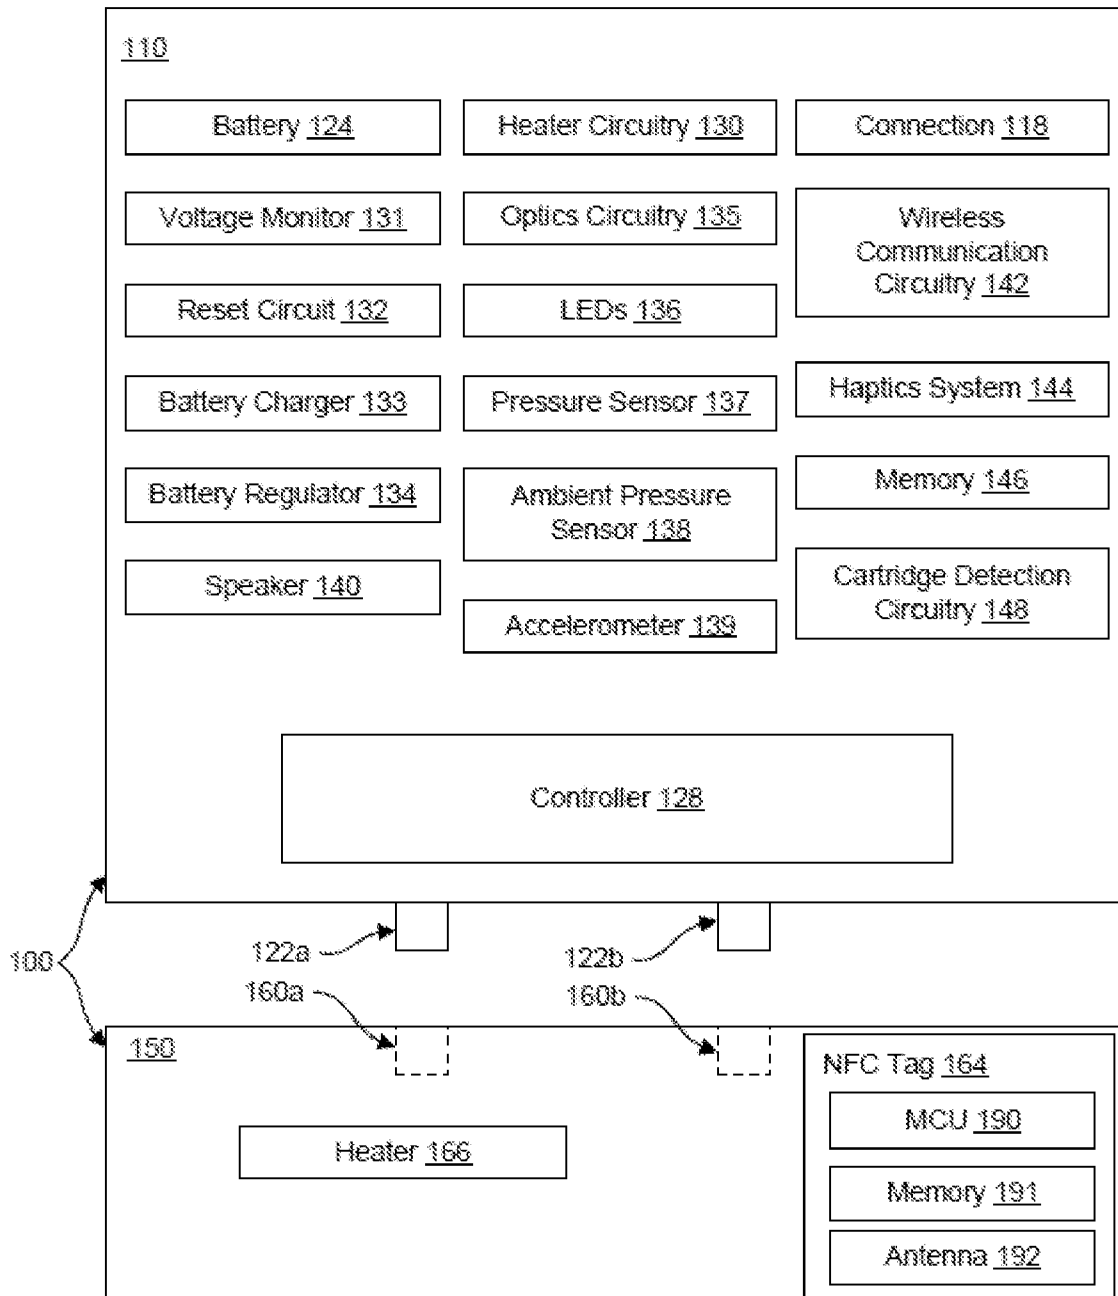 110
Battery 124
Heater Circuitry 130
Connection 118
Voltage Monitor 131
Optics Circuitry 135
Wireless
Communication
Circuitry 142
Reset Circuit 132
LEDs 136
Battery Charger 133
Pressure Sensor 137
Haptics System 144
Battery Regulator 134
Ambient Pressure
Sensor 138
Memory 146
Speaker 140
Accelerometer 139
Cartridge Detection
Circuitry 148
Controller 128
100
122a
122b
160a
160b
150
NFC Tag 164
MCU 190
Heater 166
Memory 191
Antenna 192